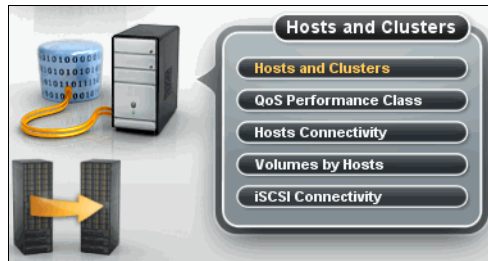 Hosts and Clusters
Hosts and Clusters
QoS Performance Class
Hosts Connectivity
Volumes by Hosts
iSCSI Connectivity